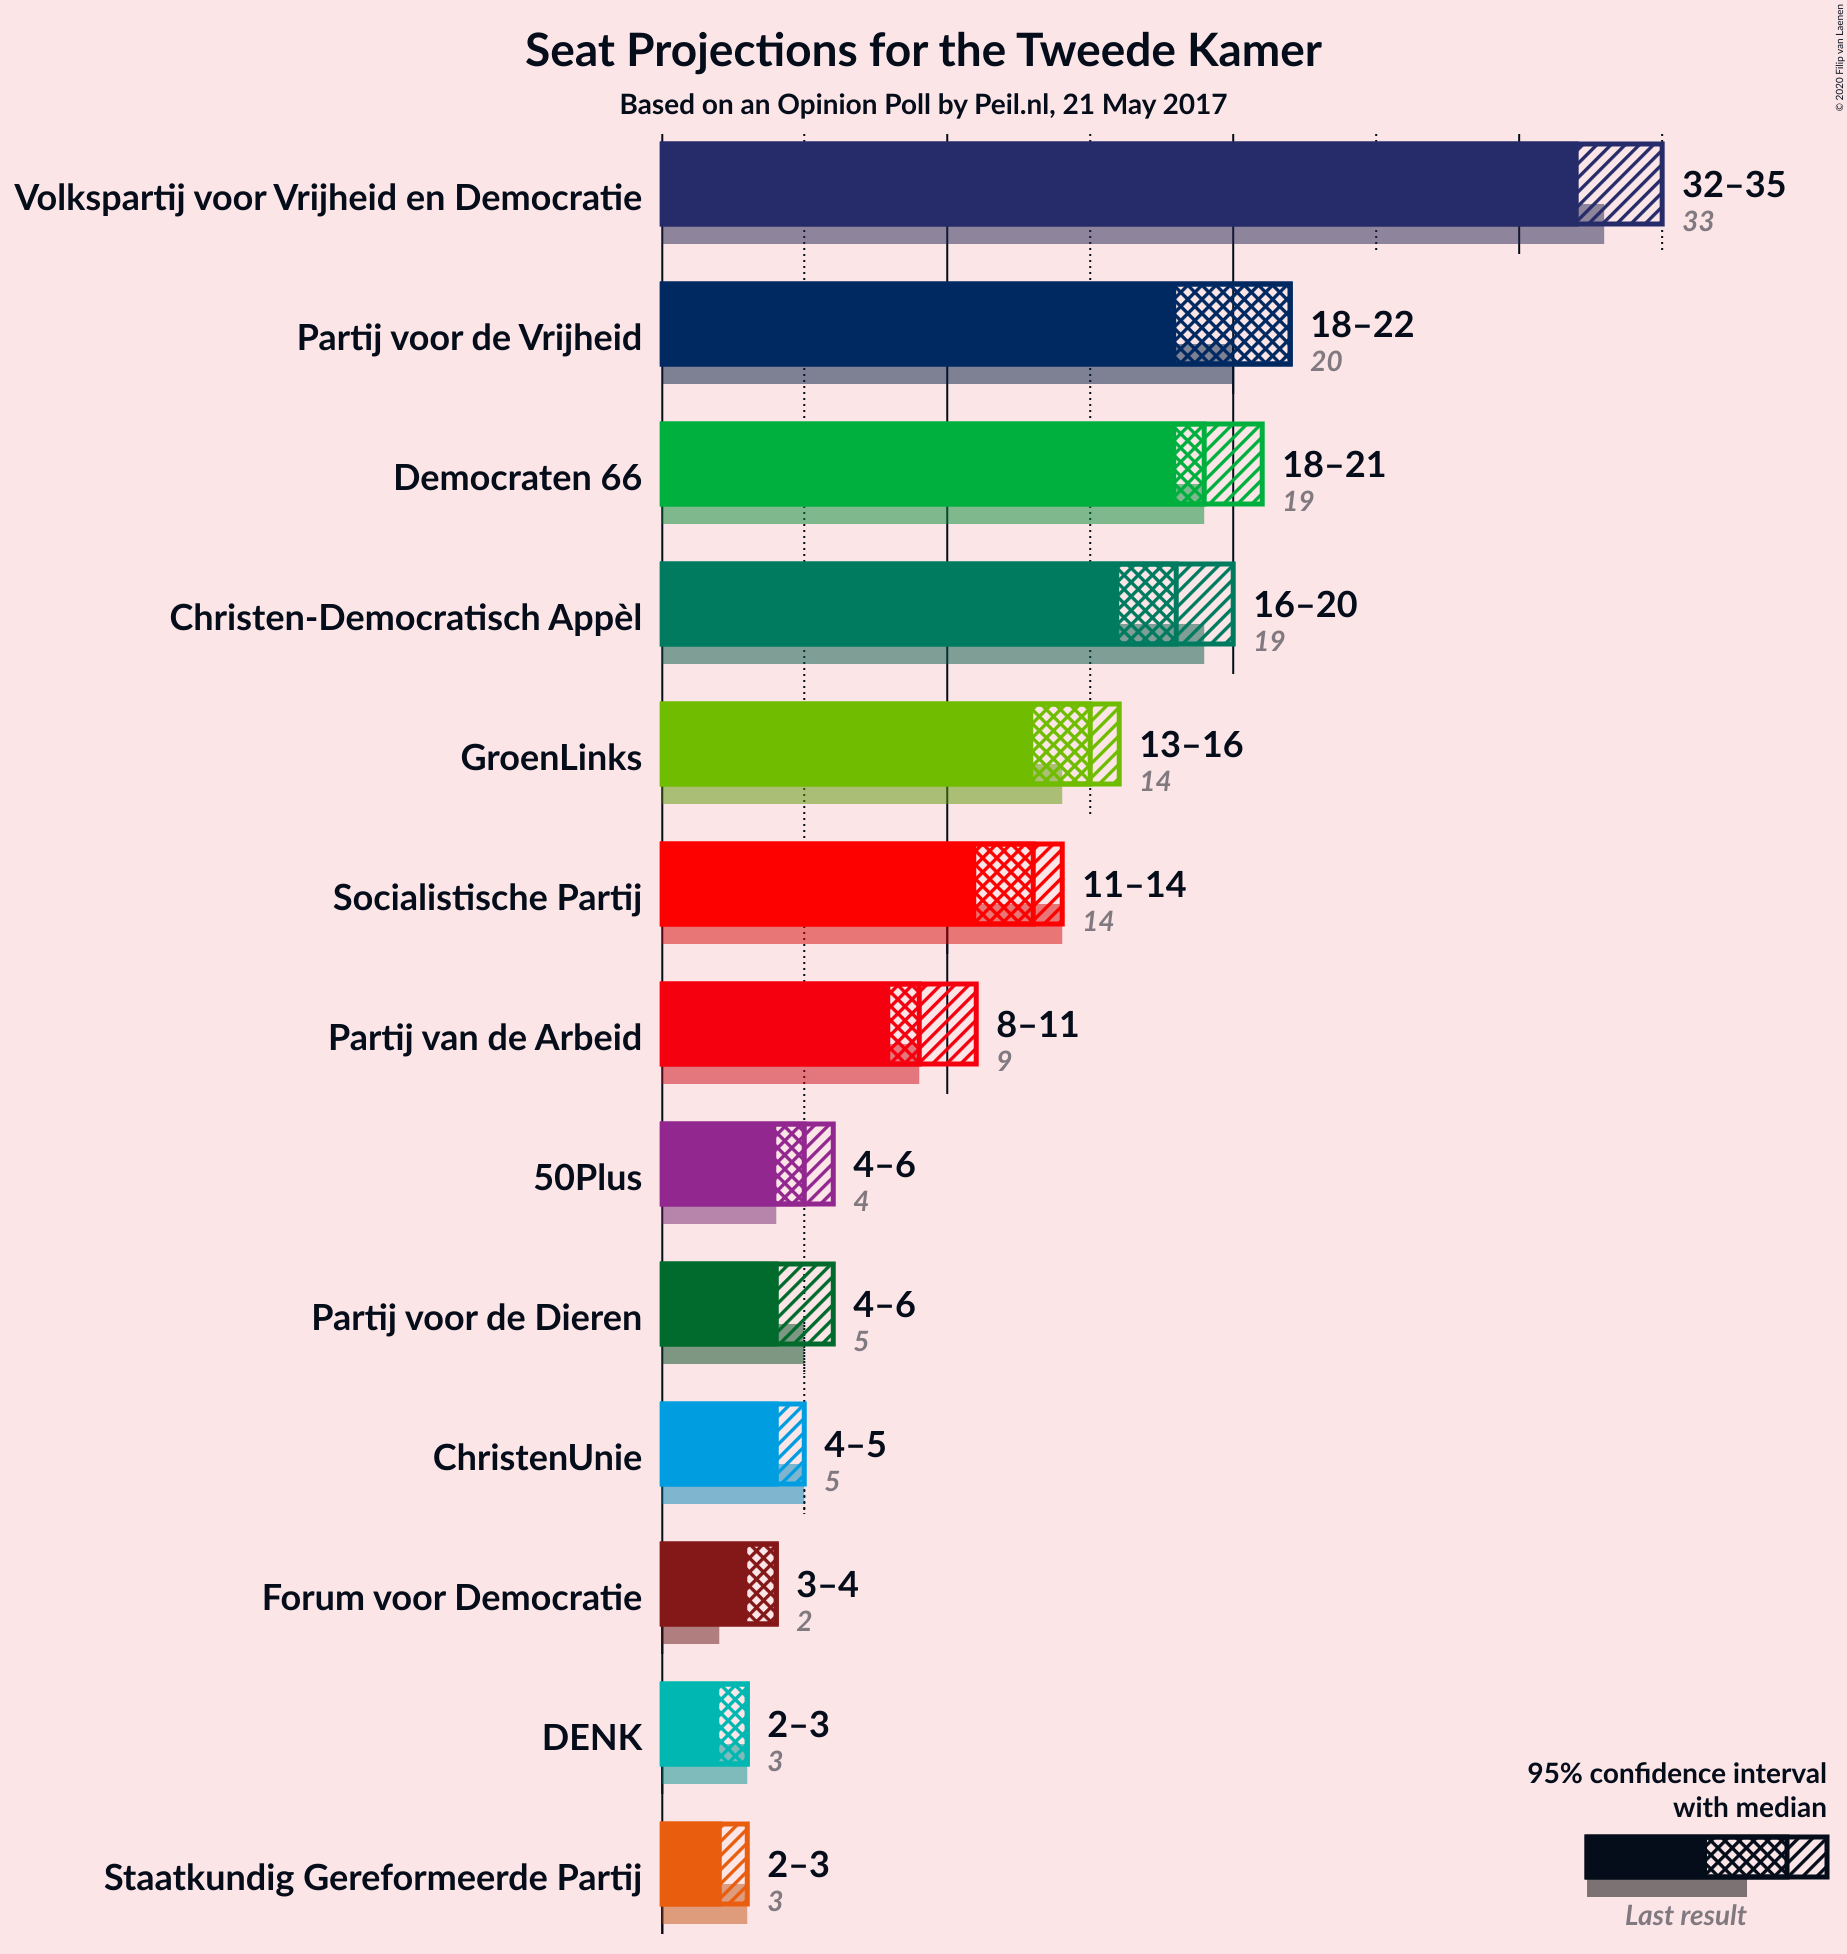 Seat Projections for the Tweede Kamer
Based on an Opinion Poll by Peil.nl, 21 May 2017
© 2020 Filip van Laenen
Volkspartij voor Vrijheid en Democratie
32–35
33
Partij voor de Vrijheid
18–22
20
Democraten 66
18–21
19
Christen-Democratisch Appèl
16–20
19
GroenLinks
13–16
14
Socialistische Partij
11–14
14
Partij van de Arbeid
8–11
9
50Plus
4–6
4
Partij voor de Dieren
4–6
5
ChristenUnie
4–5
5
Forum voor Democratie
3–4
2
DENK
2–3
3
Staatkundig Gereformeerde Partij
2–3
3
95% confidence interval
with median
Last result